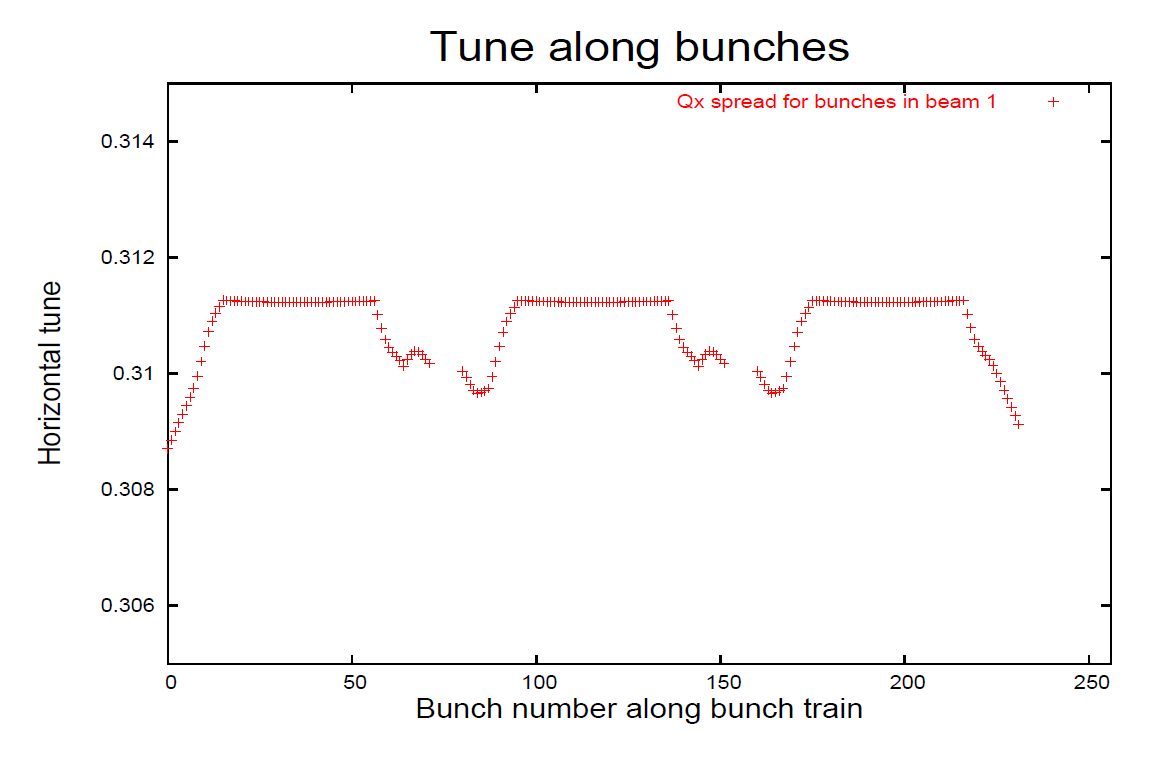 Tune along bunches
Qx spread for bunches in beam 1
0.314
0.312
0.31
0.308
0.306
Horizontal tune
0 50 100 150 200 250
Bunch number along bunch train